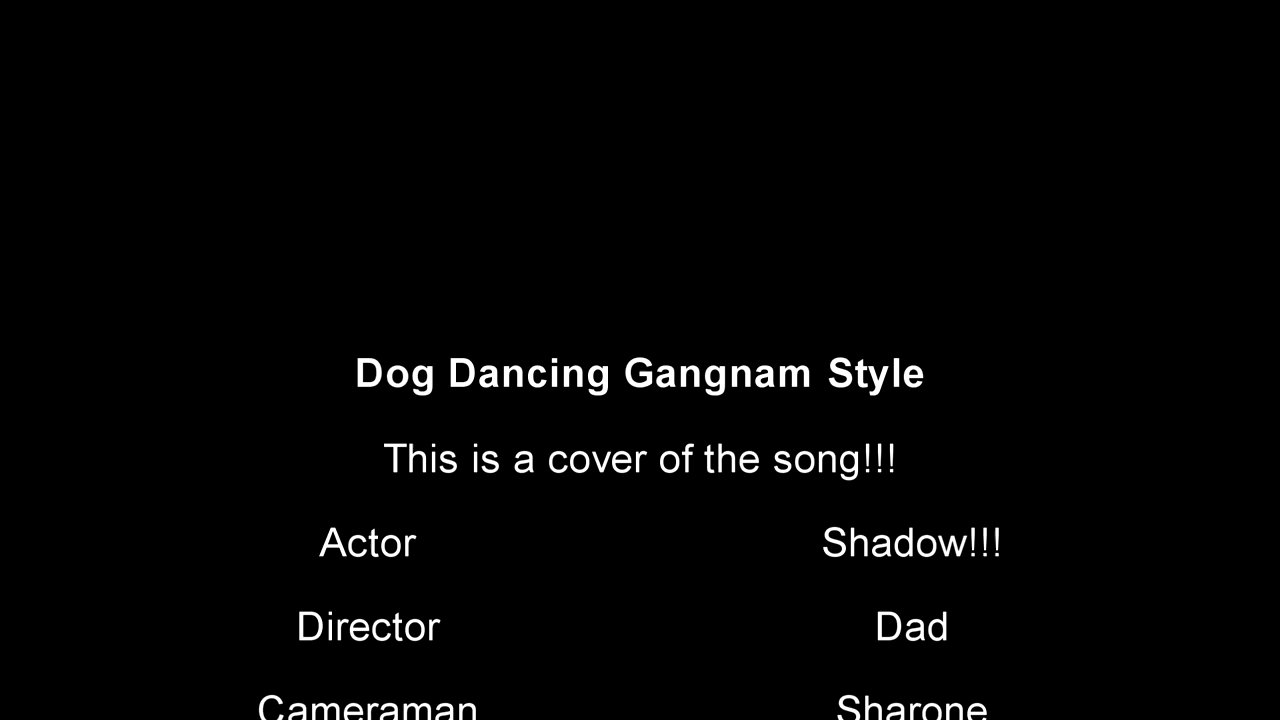 Dog Dancing Gangnam Style
This is a cover of the song!!!
Actor Shadow!!!
Director Dad
Cameraman Sharone